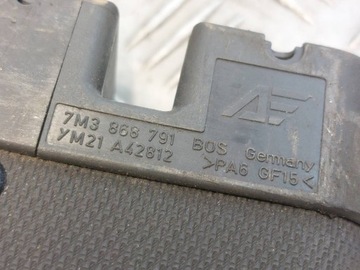 7M3 868 791 BOS Germany
YM21 A42812 >PA6 GF15<